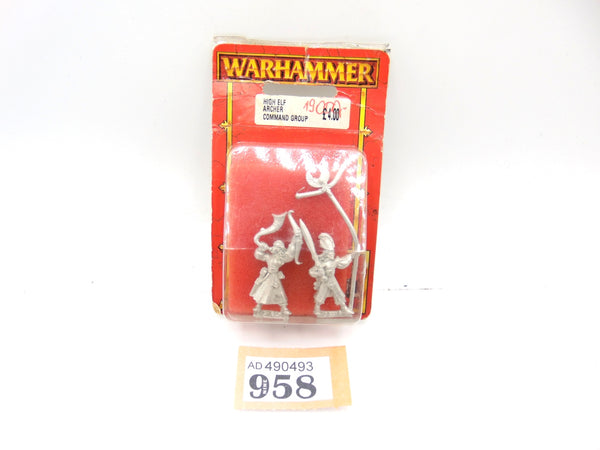 WARHAMMER
HIGH ELF
ARCHER
COMMAND GROUP
£4.00
AD 490493
958